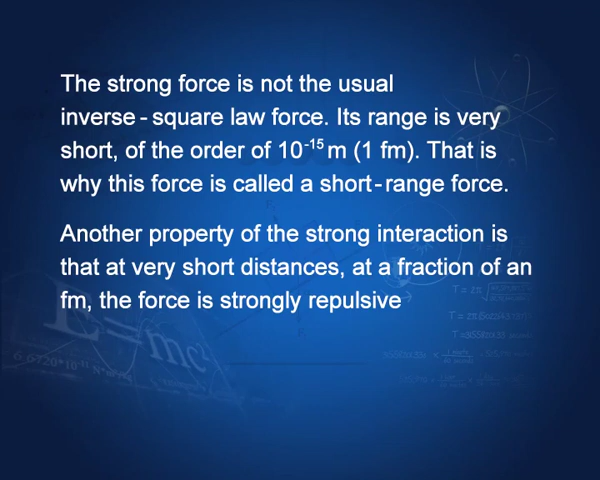 The strong force is not the usual
inverse - square law force. Its range is very
short, of the order of 10⁻¹⁵ m (1 fm). That is
why this force is called a short-range force.
Another property of the strong interaction is
that at very short distances, at a fraction of an
fm, the force is strongly repulsive
E=mc²